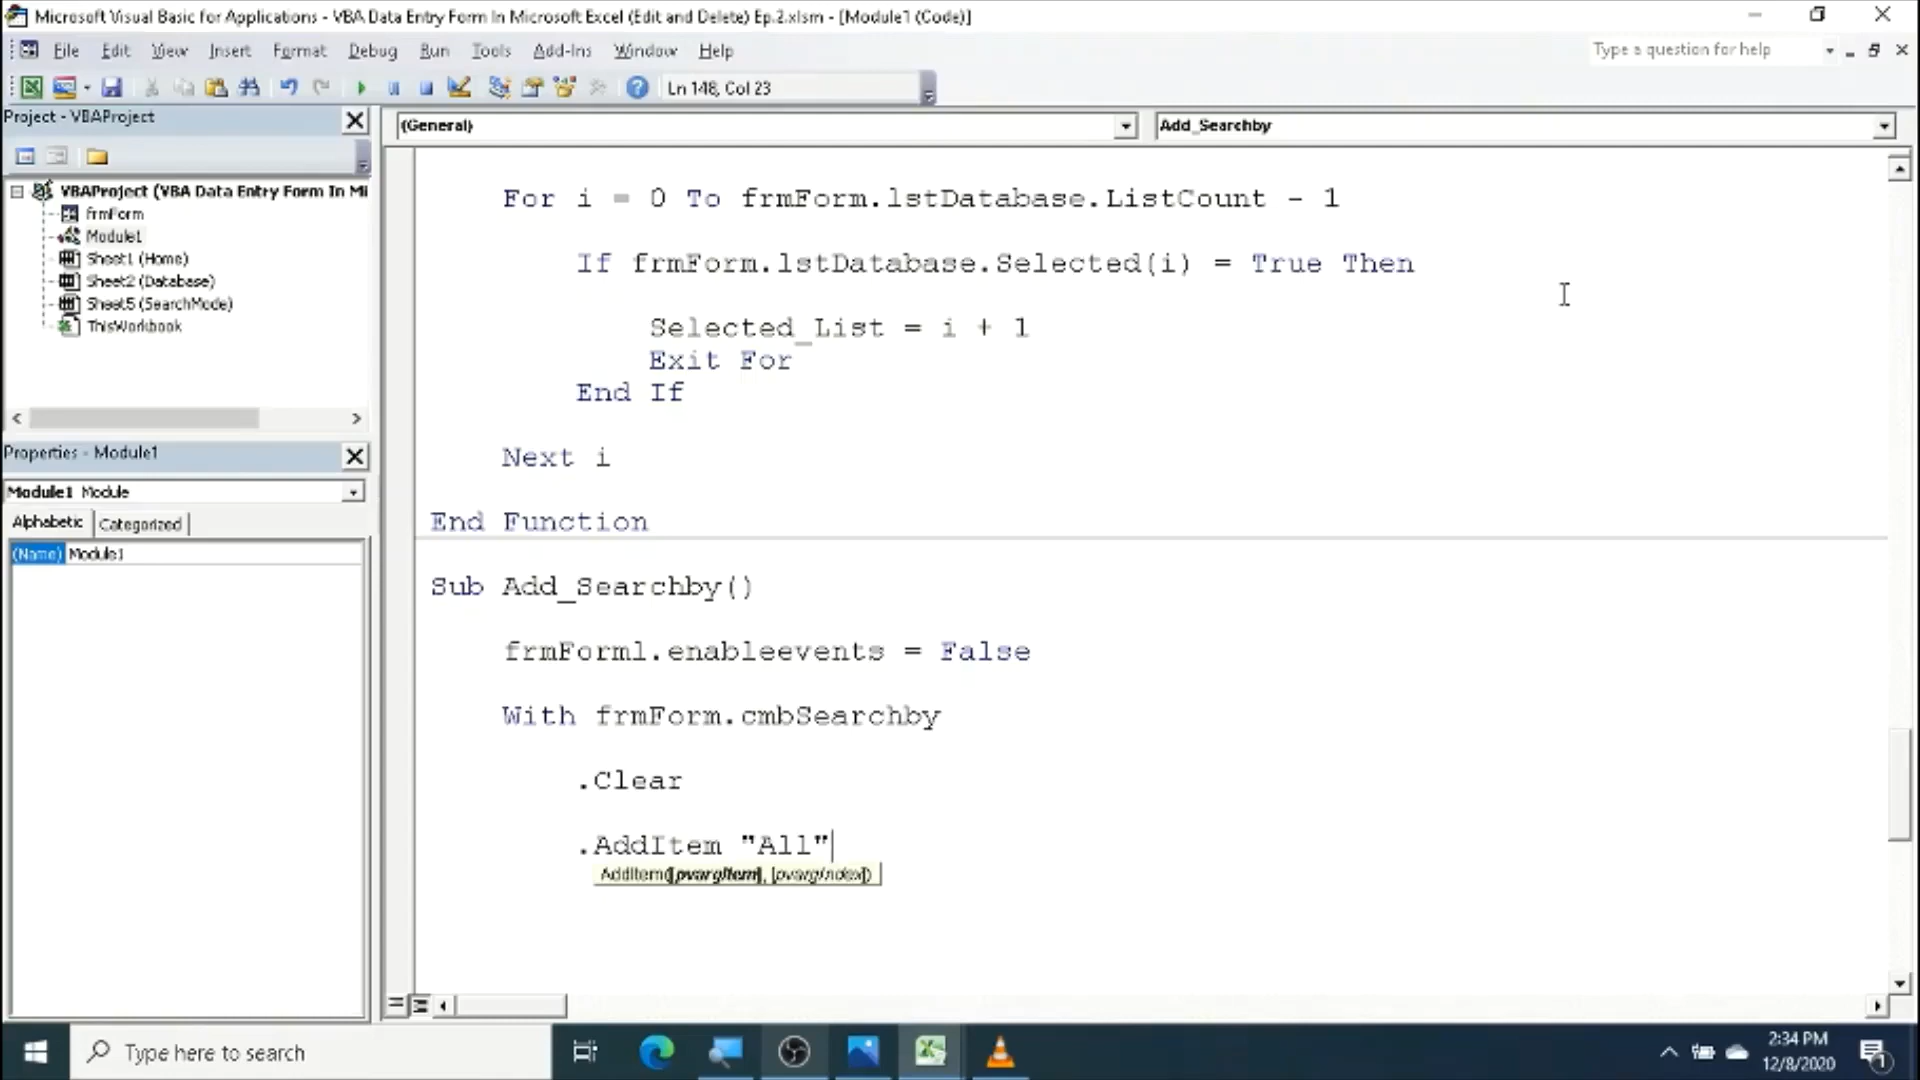 Microsoft Visual Basic for Applications - VBA Data Entry Form In Microsoft Excel (Edit and Delete) Ep.2.xlsm - [Module1 (Code)]
File Edit View Insert Format Debug Run Tools Add-Ins Window Help
Type a question for help
Ln 148, Col 23
Project - VBAProject
VBAProject (VBA Data Entry Form In Mi
frmForm
Module1
Sheet1 (Home)
Sheet2 (Database)
Sheet5 (SearchMode)
ThisWorkbook
Properties - Module1
Module1 Module
Alphabetic Categorized
(Name) Module1
(General)
Add_Searchby
For i = 0 To frmForm.lstDatabase.ListCount - 1
If frmForm.lstDatabase.Selected(i) = True Then
Selected_List = i + 1
Exit For
End If
Next i
End Function
Sub Add_Searchby()
frmForml.enableevents = False
With frmForm.cmbSearchby
.Clear
.AddItem "All"
AddItem([pvargItem], [pvargIndex])
Type here to search
2:34 PM
12/8/2020
1